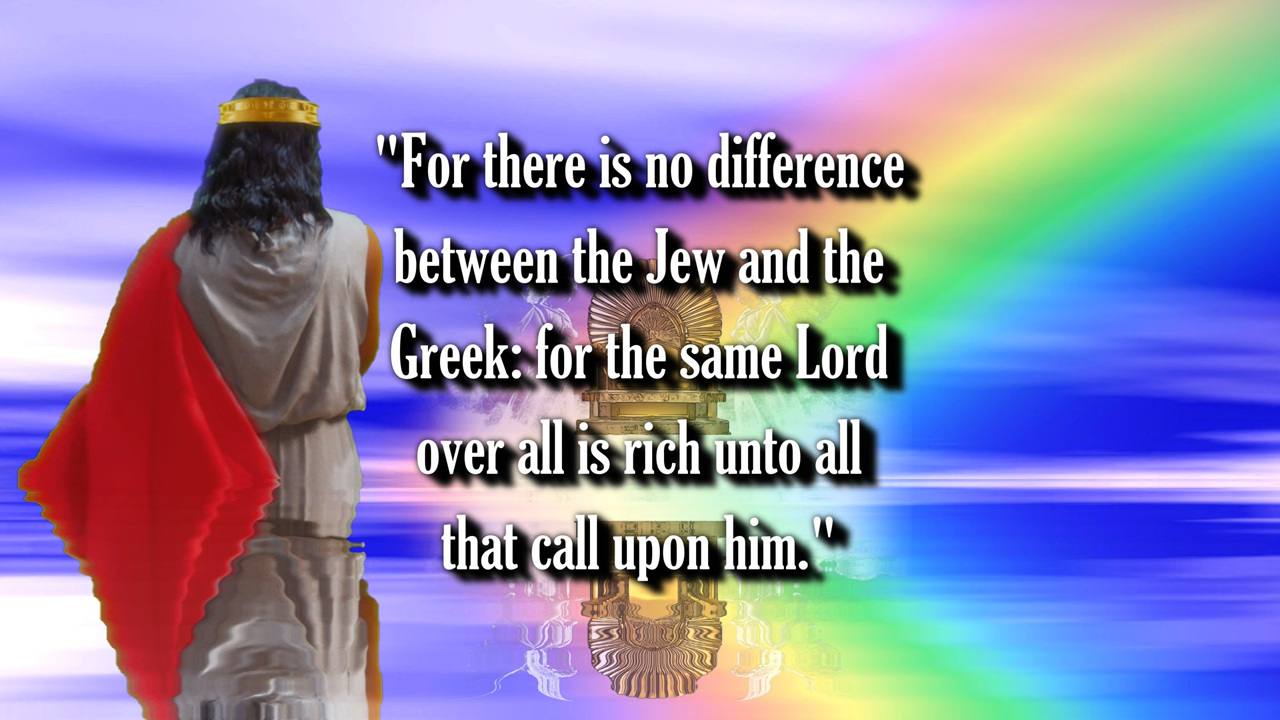 "For there is no difference
between the Jew and the
Greek: for the same Lord
over all is rich unto all
that call upon him."